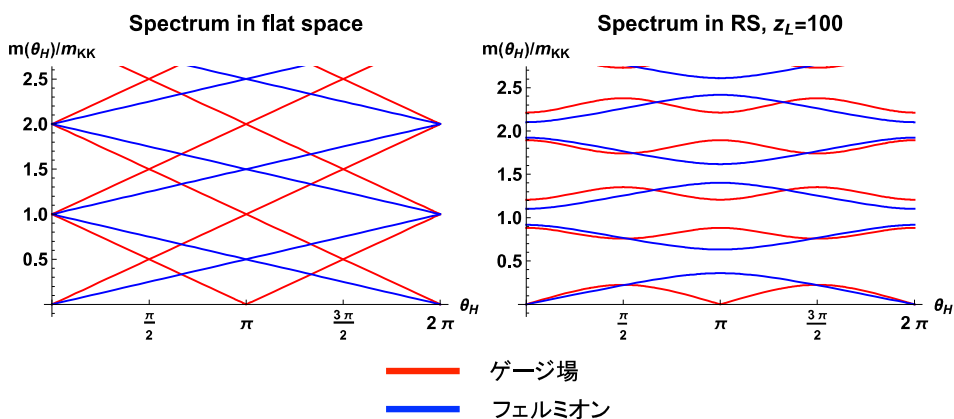 Spectrum in flat space
m(θH)/mKK
2.5
2.0
1.5
1.0
0.5
π/2
π
3π/2
2π
θH
Spectrum in RS, zL=100
m(θH)/mKK
2.5
2.0
1.5
1.0
0.5
π/2
π
3π/2
2π
θH
ゲージ場
フェルミオン